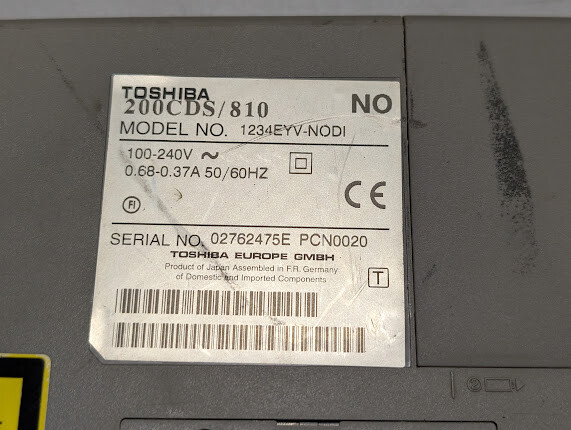 TOSHIBA
200CDS/810 NO
MODEL NO. 1234EYV-NODI
100-240V ~
0.68-0.37A 50/60HZ
CE
FI
SERIAL NO. 02762475E PCN0020
TOSHIBA EUROPE GMBH
Product of Japan Assembled in F.R. Germany
of Domestic and Imported Components
T